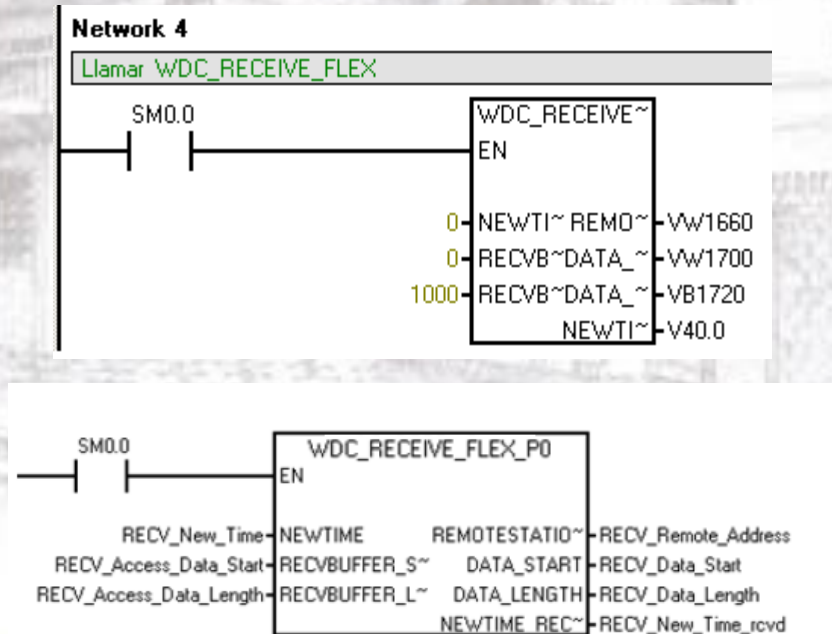 Network 4
Llamar WDC_RECEIVE_FLEX
SM0.0
WDC_RECEIVE~
EN
0 NEWTI~ REMO~ VW1660
0 RECVB~DATA_~ VW1700
1000 RECVB~DATA_~ VB1720
NEWTI~ V40.0
SM0.0
WDC_RECEIVE_FLEX_P0
EN
RECV_New_Time NEWTIME REMOTESTATIO~ RECV_Remote_Address
RECV_Access_Data_Start RECVBUFFER_S~ DATA_START RECV_Data_Start
RECV_Access_Data_Length RECVBUFFER_L~ DATA_LENGTH RECV_Data_Length
NEWTIME_REC~ RECV_New_Time_rcvd